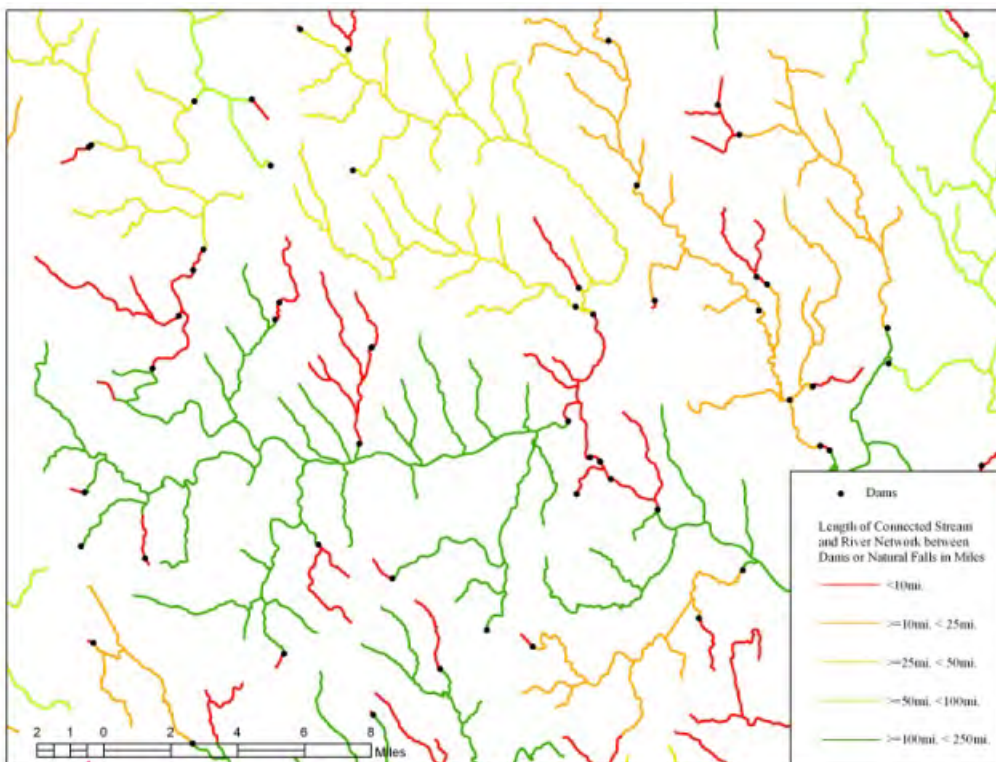 Dams
Length of Connected Stream
and River Network between
Dams or Natural Falls in Miles
<10mi.
>=10mi. < 25mi.
>=25mi. < 50mi.
>=50mi. <100mi.
>=100mi. < 250mi.
2 1 0 2 4 6 8
Miles